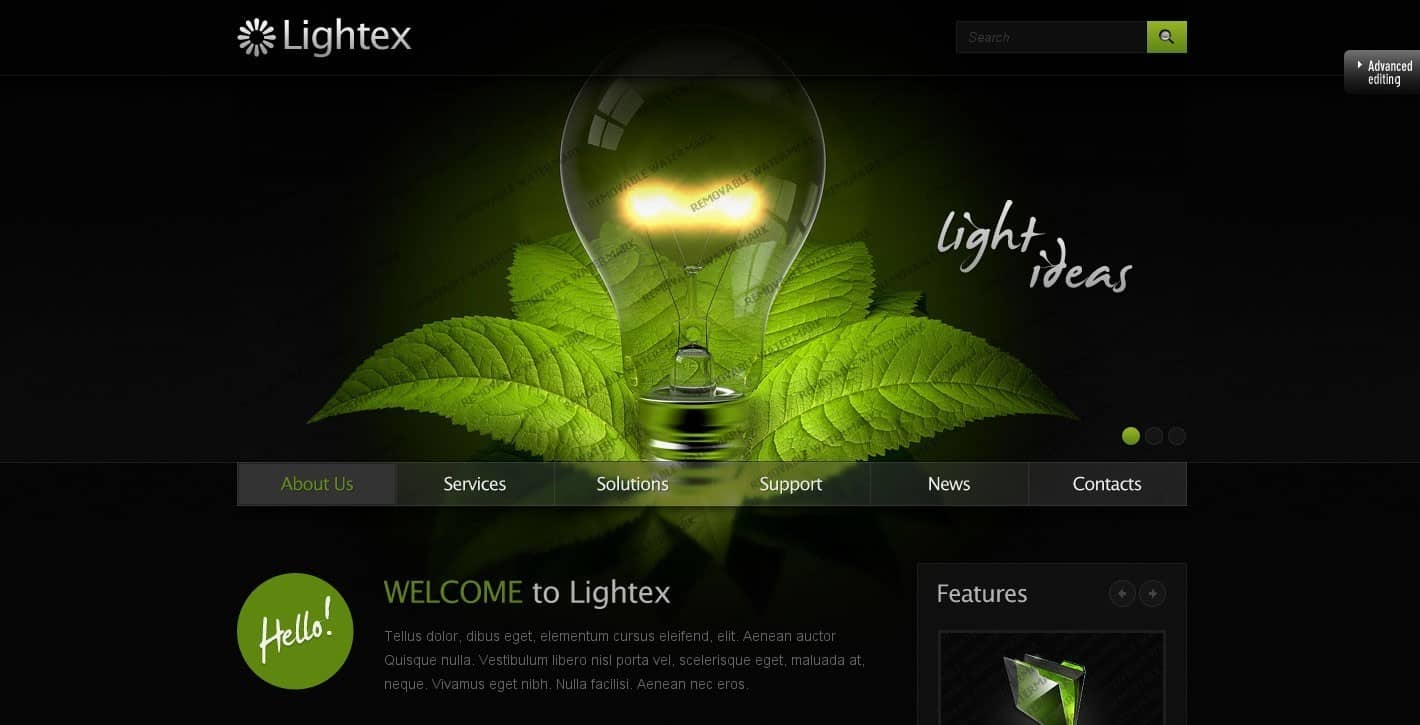 Lightex
Search
Advanced
editing
REMOVABLE WATERMARK
light
ideas
About Us
Services
Solutions
Support
News
Contacts
Hello!
WELCOME to Lightex
Tellus dolor, dibus eget, elementum cursus eleifend, elit. Aenean auctor
Quisque nulla. Vestibulum libero nisl porta vel, scelerisque eget, maluada at,
neque. Vivamus eget nibh. Nulla facilisi. Aenean nec eros.
Features